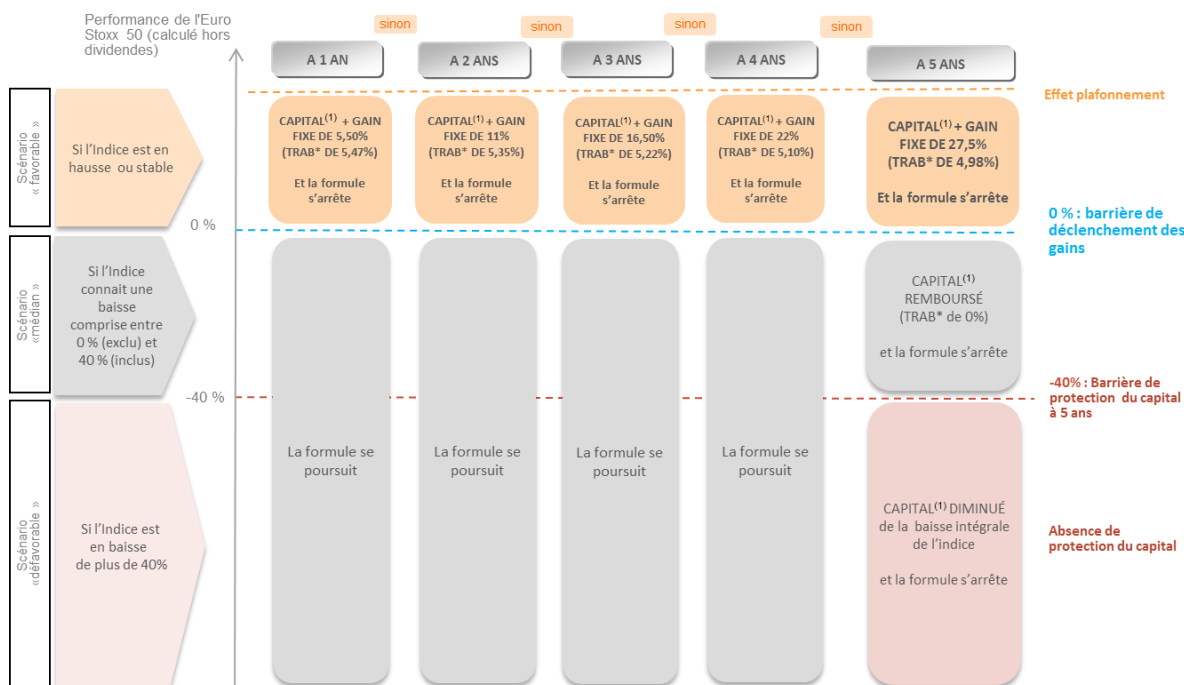 Performance de l'Euro
Stoxx 50 (calculé hors
dividendes)
sinon
sinon
sinon
sinon
A 1 AN
A 2 ANS
A 3 ANS
A 4 ANS
A 5 ANS
Effet plafonnement
Scénario
« favorable »
Si l'Indice est en
hausse ou stable
CAPITAL⁽¹⁾ + GAIN
FIXE DE 5,50%
(TRAB* DE 5,47%)
Et la formule
s'arrête
CAPITAL⁽¹⁾ + GAIN
FIXE DE 11%
(TRAB* DE 5,35%)
Et la formule
s'arrête
CAPITAL⁽¹⁾ + GAIN
FIXE DE 16,50%
(TRAB* DE 5,22%)
Et la formule
s'arrête
CAPITAL⁽¹⁾ + GAIN
FIXE DE 22%
(TRAB* DE 5,10%)
Et la formule
s'arrête
CAPITAL⁽¹⁾ + GAIN
FIXE DE 27,5%
(TRAB* DE 4,98%)
Et la formule s'arrête
0 %
0 % : barrière de
déclenchement des
gains
Scénario
«médian »
Si l'Indice
connait une
baisse
comprise entre
0 % (exclu) et
40 % (inclus)
CAPITAL⁽¹⁾
REMBOURSÉ
(TRAB* de 0%)
et la formule s'arrête
-40 %
-40% : Barrière de
protection du capital
à 5 ans
Scénario
«défavorable »
Si l'Indice est
en baisse
de plus de 40%
La formule se
poursuit
La formule se
poursuit
La formule se
poursuit
La formule se
poursuit
CAPITAL⁽¹⁾ DIMINUÉ
de la baisse intégrale
de l'indice
et la formule s'arrête
Absence de
protection du capital